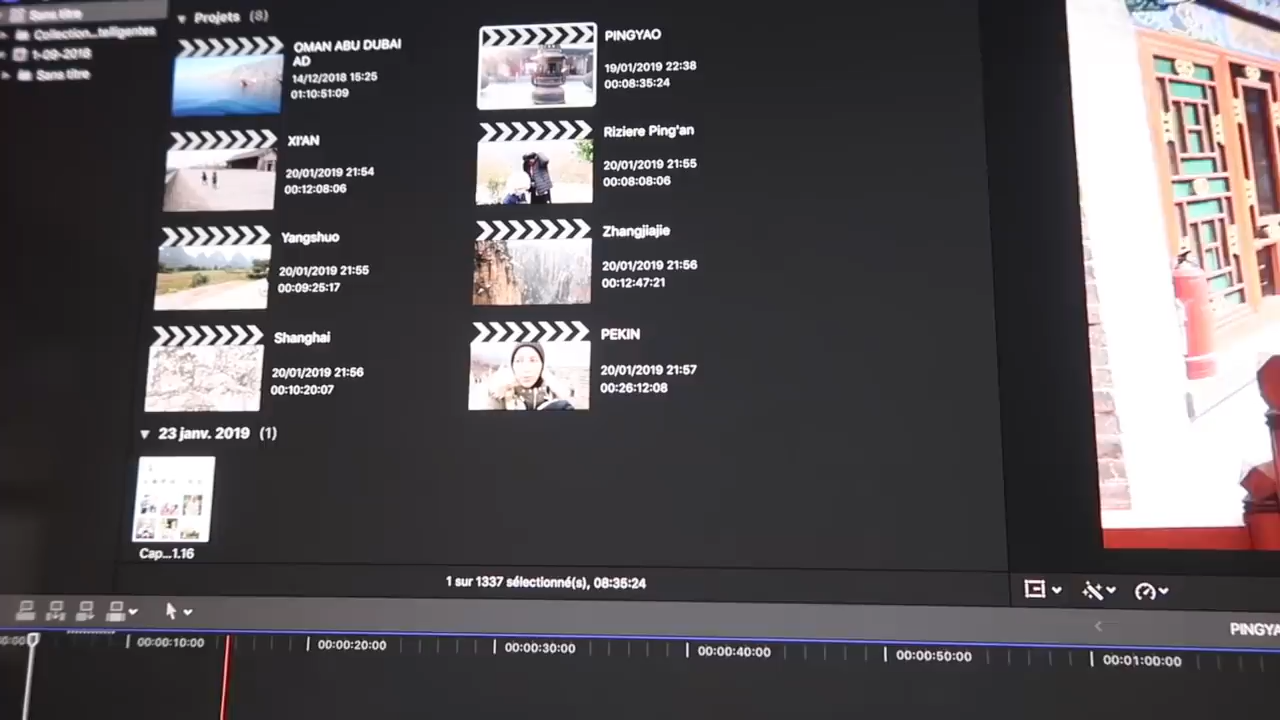 Sans titre
Collection...telligentes
1-09-2018
Sans titre
Projets (8)
OMAN ABU DUBAI
AD
14/12/2018 15:25
01:10:51:09
PINGYAO
19/01/2019 22:38
00:08:35:24
XI'AN
20/01/2019 21:54
00:12:08:06
Riziere Ping'an
20/01/2019 21:55
00:08:08:06
Yangshuo
20/01/2019 21:55
00:09:25:17
Zhangjiajie
20/01/2019 21:56
00:12:47:21
Shanghai
20/01/2019 21:56
00:10:20:07
PEKIN
20/01/2019 21:57
00:26:12:08
23 janv. 2019 (1)
Cap...1.16
1 sur 1337 sélectionné(s), 08:35:24
PINGYA
00:00:10:00
00:00:20:00
00:00:30:00
00:00:40:00
00:00:50:00
00:01:00:00